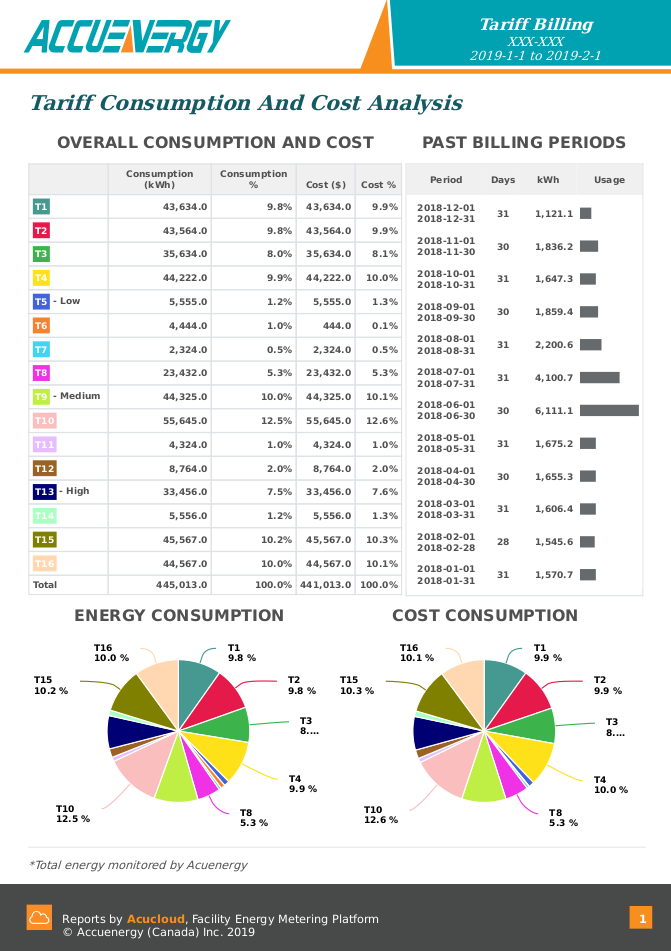 ACCUENERGY
Tariff Billing
XXX-XXX
2019-1-1 to 2019-2-1
Tariff Consumption And Cost Analysis
OVERALL CONSUMPTION AND COST
Consumption (kWh) Consumption % Cost ($) Cost %
T1 43,634.0 9.8% 43,634.0 9.9%
T2 43,564.0 9.8% 43,564.0 9.9%
T3 35,634.0 8.0% 35,634.0 8.1%
T4 44,222.0 9.9% 44,222.0 10.0%
T5 - Low 5,555.0 1.2% 5,555.0 1.3%
T6 4,444.0 1.0% 444.0 0.1%
T7 2,324.0 0.5% 2,324.0 0.5%
T8 23,432.0 5.3% 23,432.0 5.3%
T9 - Medium 44,325.0 10.0% 44,325.0 10.1%
T10 55,645.0 12.5% 55,645.0 12.6%
T11 4,324.0 1.0% 4,324.0 1.0%
T12 8,764.0 2.0% 8,764.0 2.0%
T13 - High 33,456.0 7.5% 33,456.0 7.6%
T14 5,556.0 1.2% 5,556.0 1.3%
T15 45,567.0 10.2% 45,567.0 10.3%
T16 44,567.0 10.0% 44,567.0 10.1%
Total 445,013.0 100.0% 441,013.0 100.0%
PAST BILLING PERIODS
Period Days kWh Usage
2018-12-01
2018-12-31 31 1,121.1
2018-11-01
2018-11-30 30 1,836.2
2018-10-01
2018-10-31 31 1,647.3
2018-09-01
2018-09-30 30 1,859.4
2018-08-01
2018-08-31 31 2,200.6
2018-07-01
2018-07-31 31 4,100.7
2018-06-01
2018-06-30 30 6,111.1
2018-05-01
2018-05-31 31 1,675.2
2018-04-01
2018-04-30 30 1,655.3
2018-03-01
2018-03-31 31 1,606.4
2018-02-01
2018-02-28 28 1,545.6
2018-01-01
2018-01-31 31 1,570.7
ENERGY CONSUMPTION
T16
10.0 %
T1
9.8 %
T15
10.2 %
T2
9.8 %
T3
8....
T4
9.9 %
T10
12.5 %
T8
5.3 %
COST CONSUMPTION
T16
10.1 %
T1
9.9 %
T15
10.3 %
T2
9.9 %
T3
8....
T4
10.0 %
T10
12.6 %
T8
5.3 %
*Total energy monitored by Acuenergy
Reports by Acucloud, Facility Energy Metering Platform
© Accuenergy (Canada) Inc. 2019
1